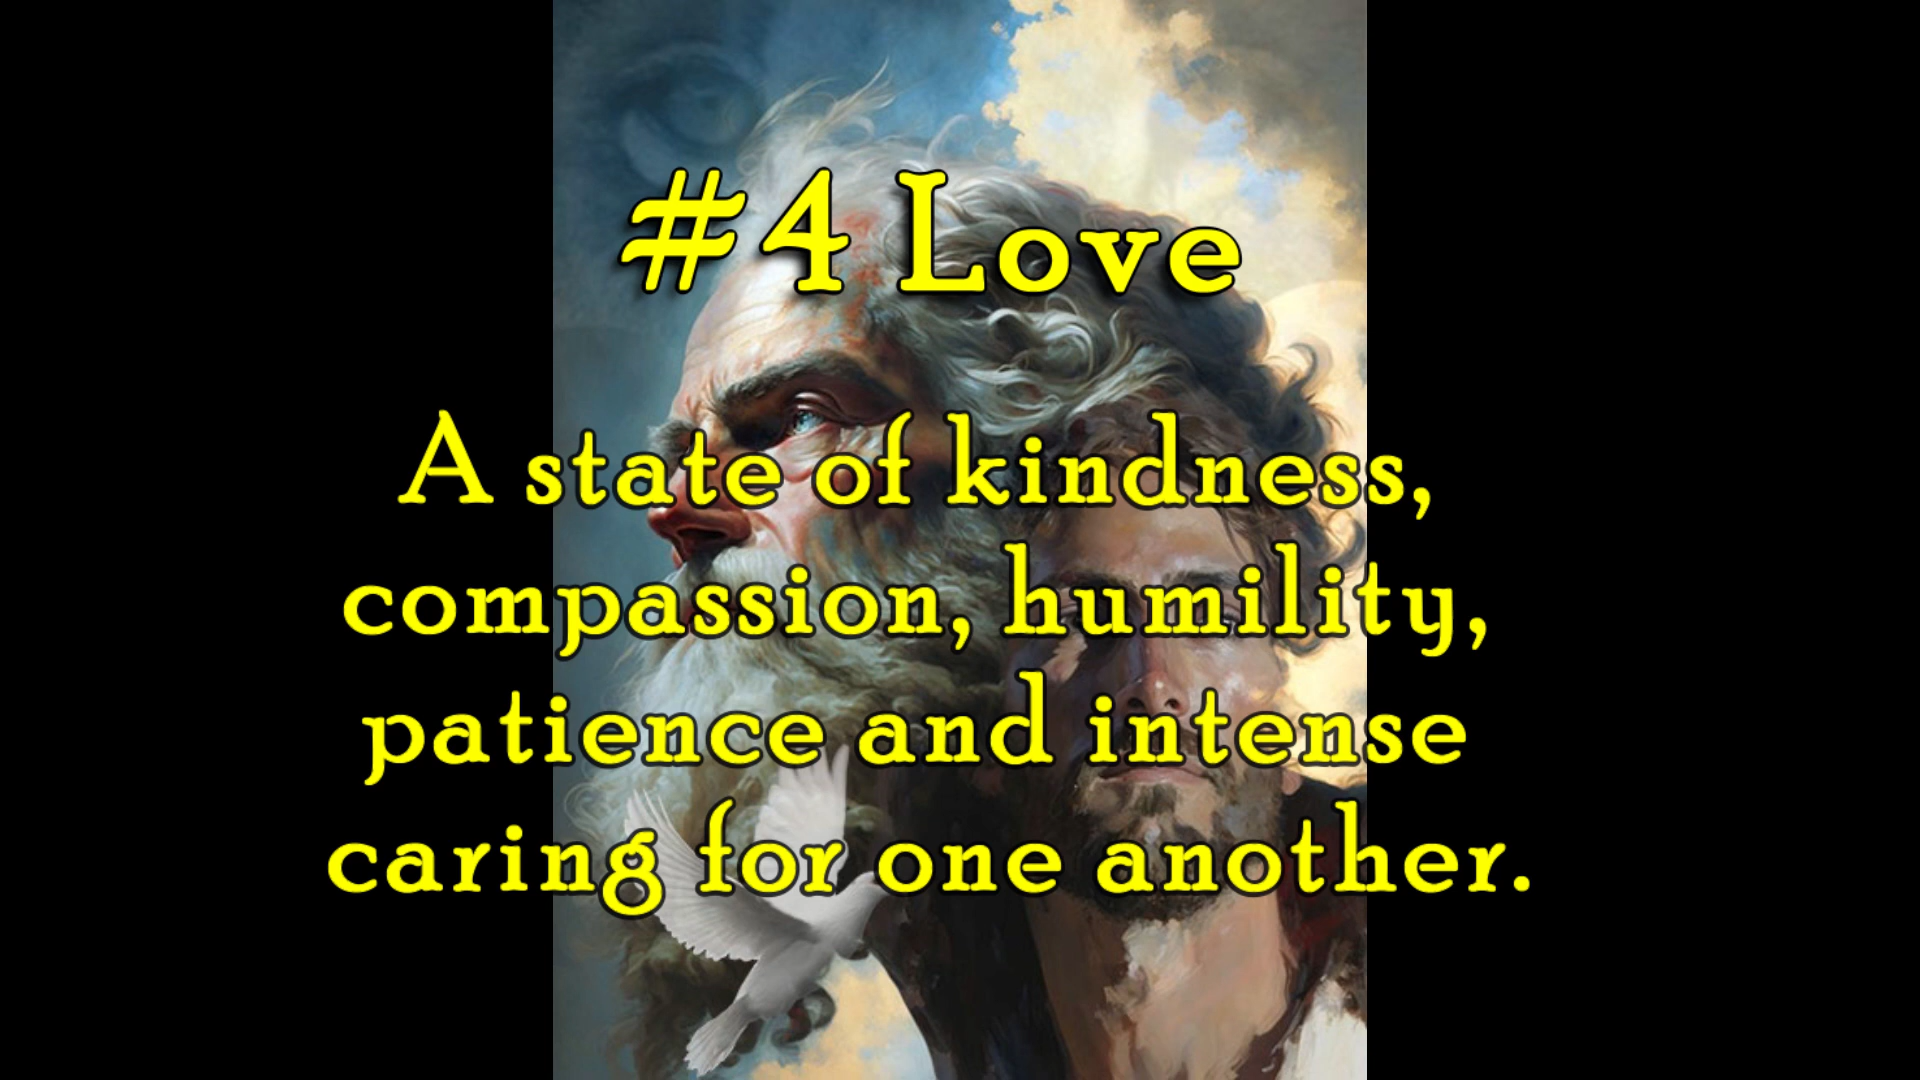 #4 Love
A state of kindness,
compassion, humility,
patience and intense
caring for one another.